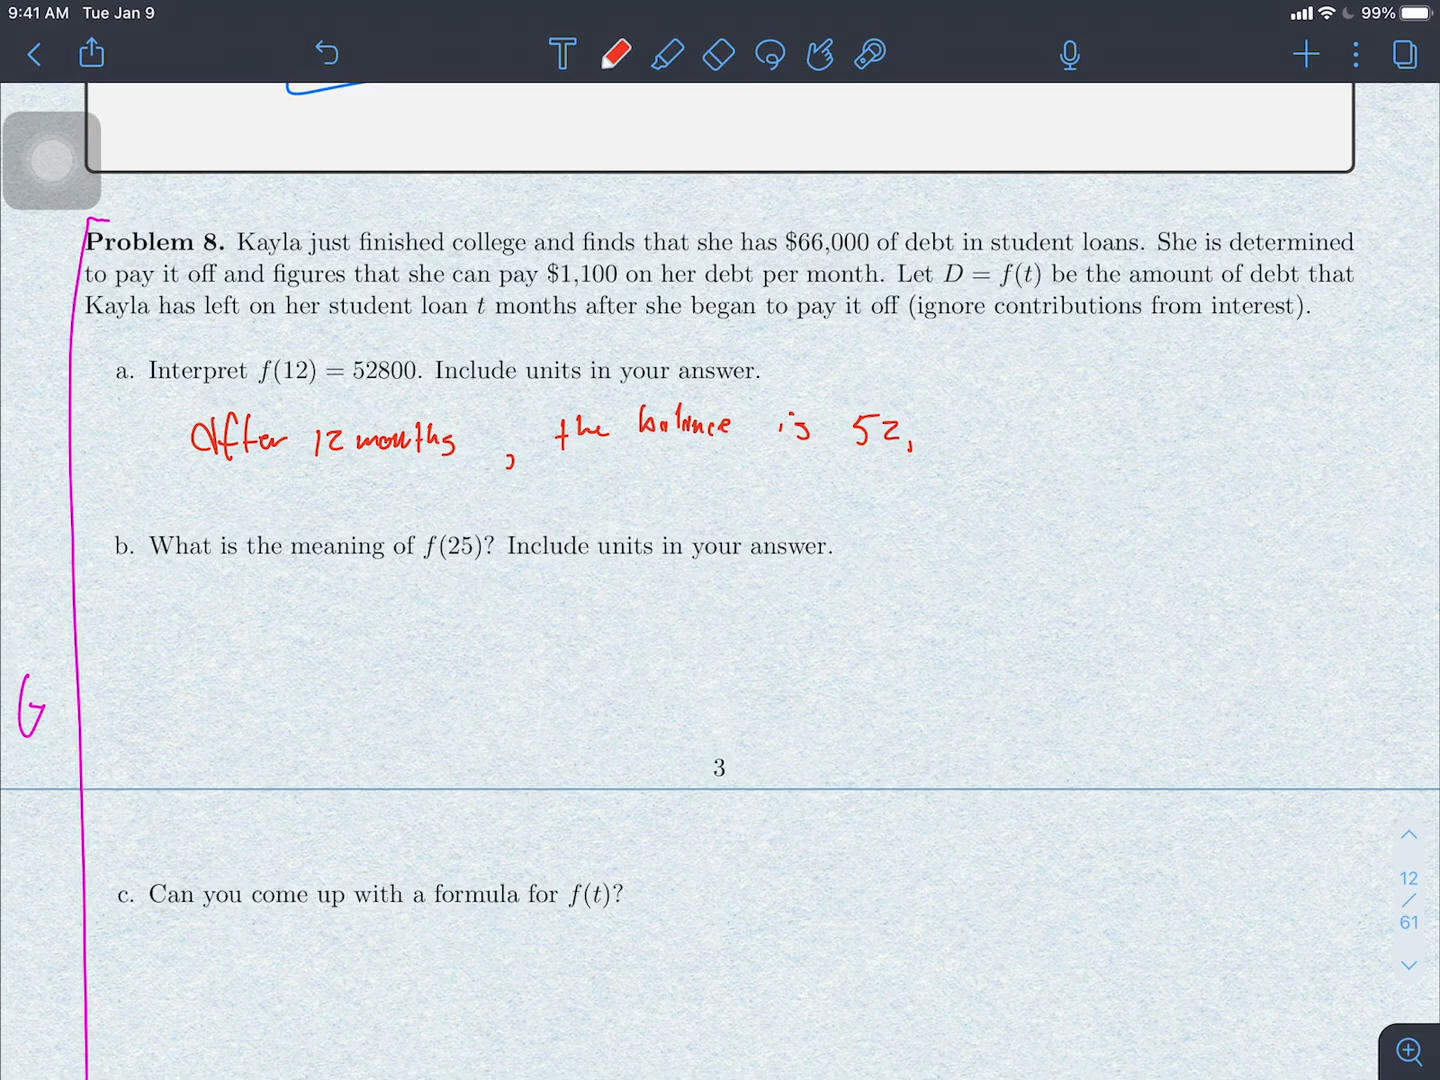 9:41 AM Tue Jan 9
99%
Problem 8. Kayla just finished college and finds that she has $66,000 of debt in student loans. She is determined
to pay it off and figures that she can pay $1,100 on her debt per month. Let D = f(t) be the amount of debt that
Kayla has left on her student loan t months after she began to pay it off (ignore contributions from interest).
a. Interpret f(12) = 52800. Include units in your answer.
After 12 months, the balance is 52,
b. What is the meaning of f(25)? Include units in your answer.
G
3
c. Can you come up with a formula for f(t)?
12
/
61